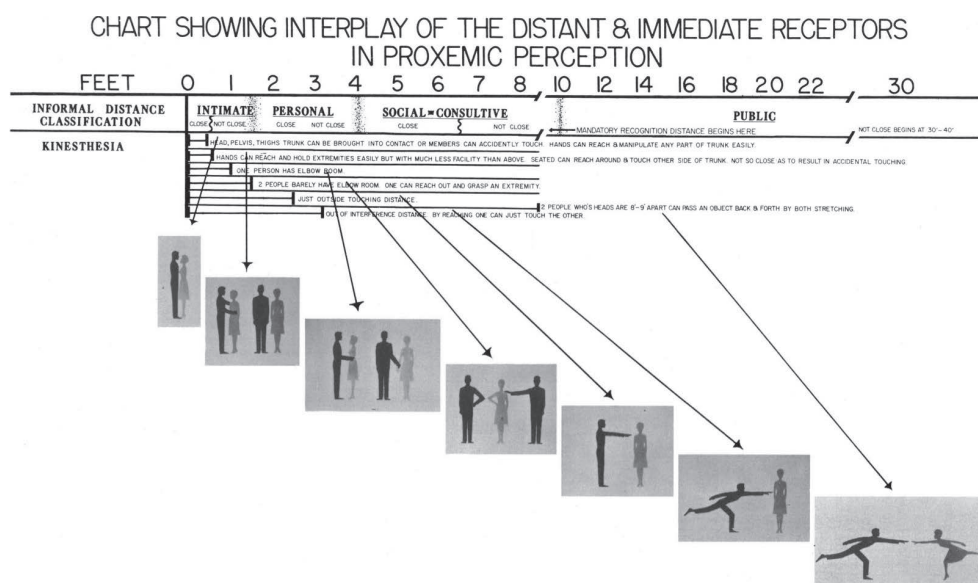 CHART SHOWING INTERPLAY OF THE DISTANT & IMMEDIATE RECEPTORS
IN PROXEMIC PERCEPTION
FEET 0 1 2 3 4 5 6 7 8 10 12 14 16 18 20 22 30
INFORMAL DISTANCE
CLASSIFICATION
INTIMATE PERSONAL SOCIAL-CONSULTIVE PUBLIC
CLOSE NOT CLOSE CLOSE NOT CLOSE CLOSE NOT CLOSE MANDATORY RECOGNITION DISTANCE BEGINS HERE NOT CLOSE BEGINS AT 30'-40'
KINESTHESIA
HEAD, PELVIS, THIGHS TRUNK CAN BE BROUGHT INTO CONTACT OR MEMBERS CAN ACCIDENTLY TOUCH. HANDS CAN REACH & MANIPULATE ANY PART OF TRUNK EASILY.
HANDS CAN REACH AND HOLD EXTREMITIES EASILY BUT WITH MUCH LESS FACILITY THAN ABOVE. SEATED CAN REACH AROUND & TOUCH OTHER SIDE OF TRUNK. NOT SO CLOSE AS TO RESULT IN ACCIDENTAL TOUCHING.
ONE PERSON HAS ELBOW ROOM.
2 PEOPLE BARELY HAVE ELBOW ROOM. ONE CAN REACH OUT AND GRASP AN EXTREMITY.
JUST OUTSIDE TOUCHING DISTANCE.
2 PEOPLE WHO'S HEADS ARE 8'-9' APART CAN PASS AN OBJECT BACK & FORTH BY BOTH STRETCHING.
OUT OF INTERFERENCE DISTANCE. BY REACHING ONE CAN JUST TOUCH THE OTHER.